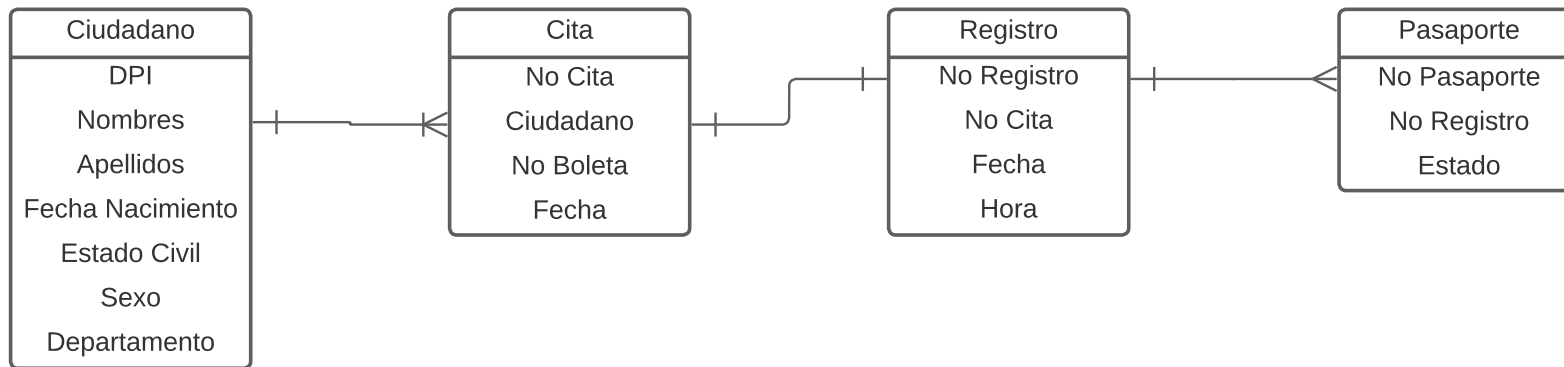 Ciudadano
DPI
Nombres
Apellidos
Fecha Nacimiento
Estado Civil
Sexo
Departamento
Cita
No Cita
Ciudadano
No Boleta
Fecha
Registro
No Registro
No Cita
Fecha
Hora
Pasaporte
No Pasaporte
No Registro
Estado